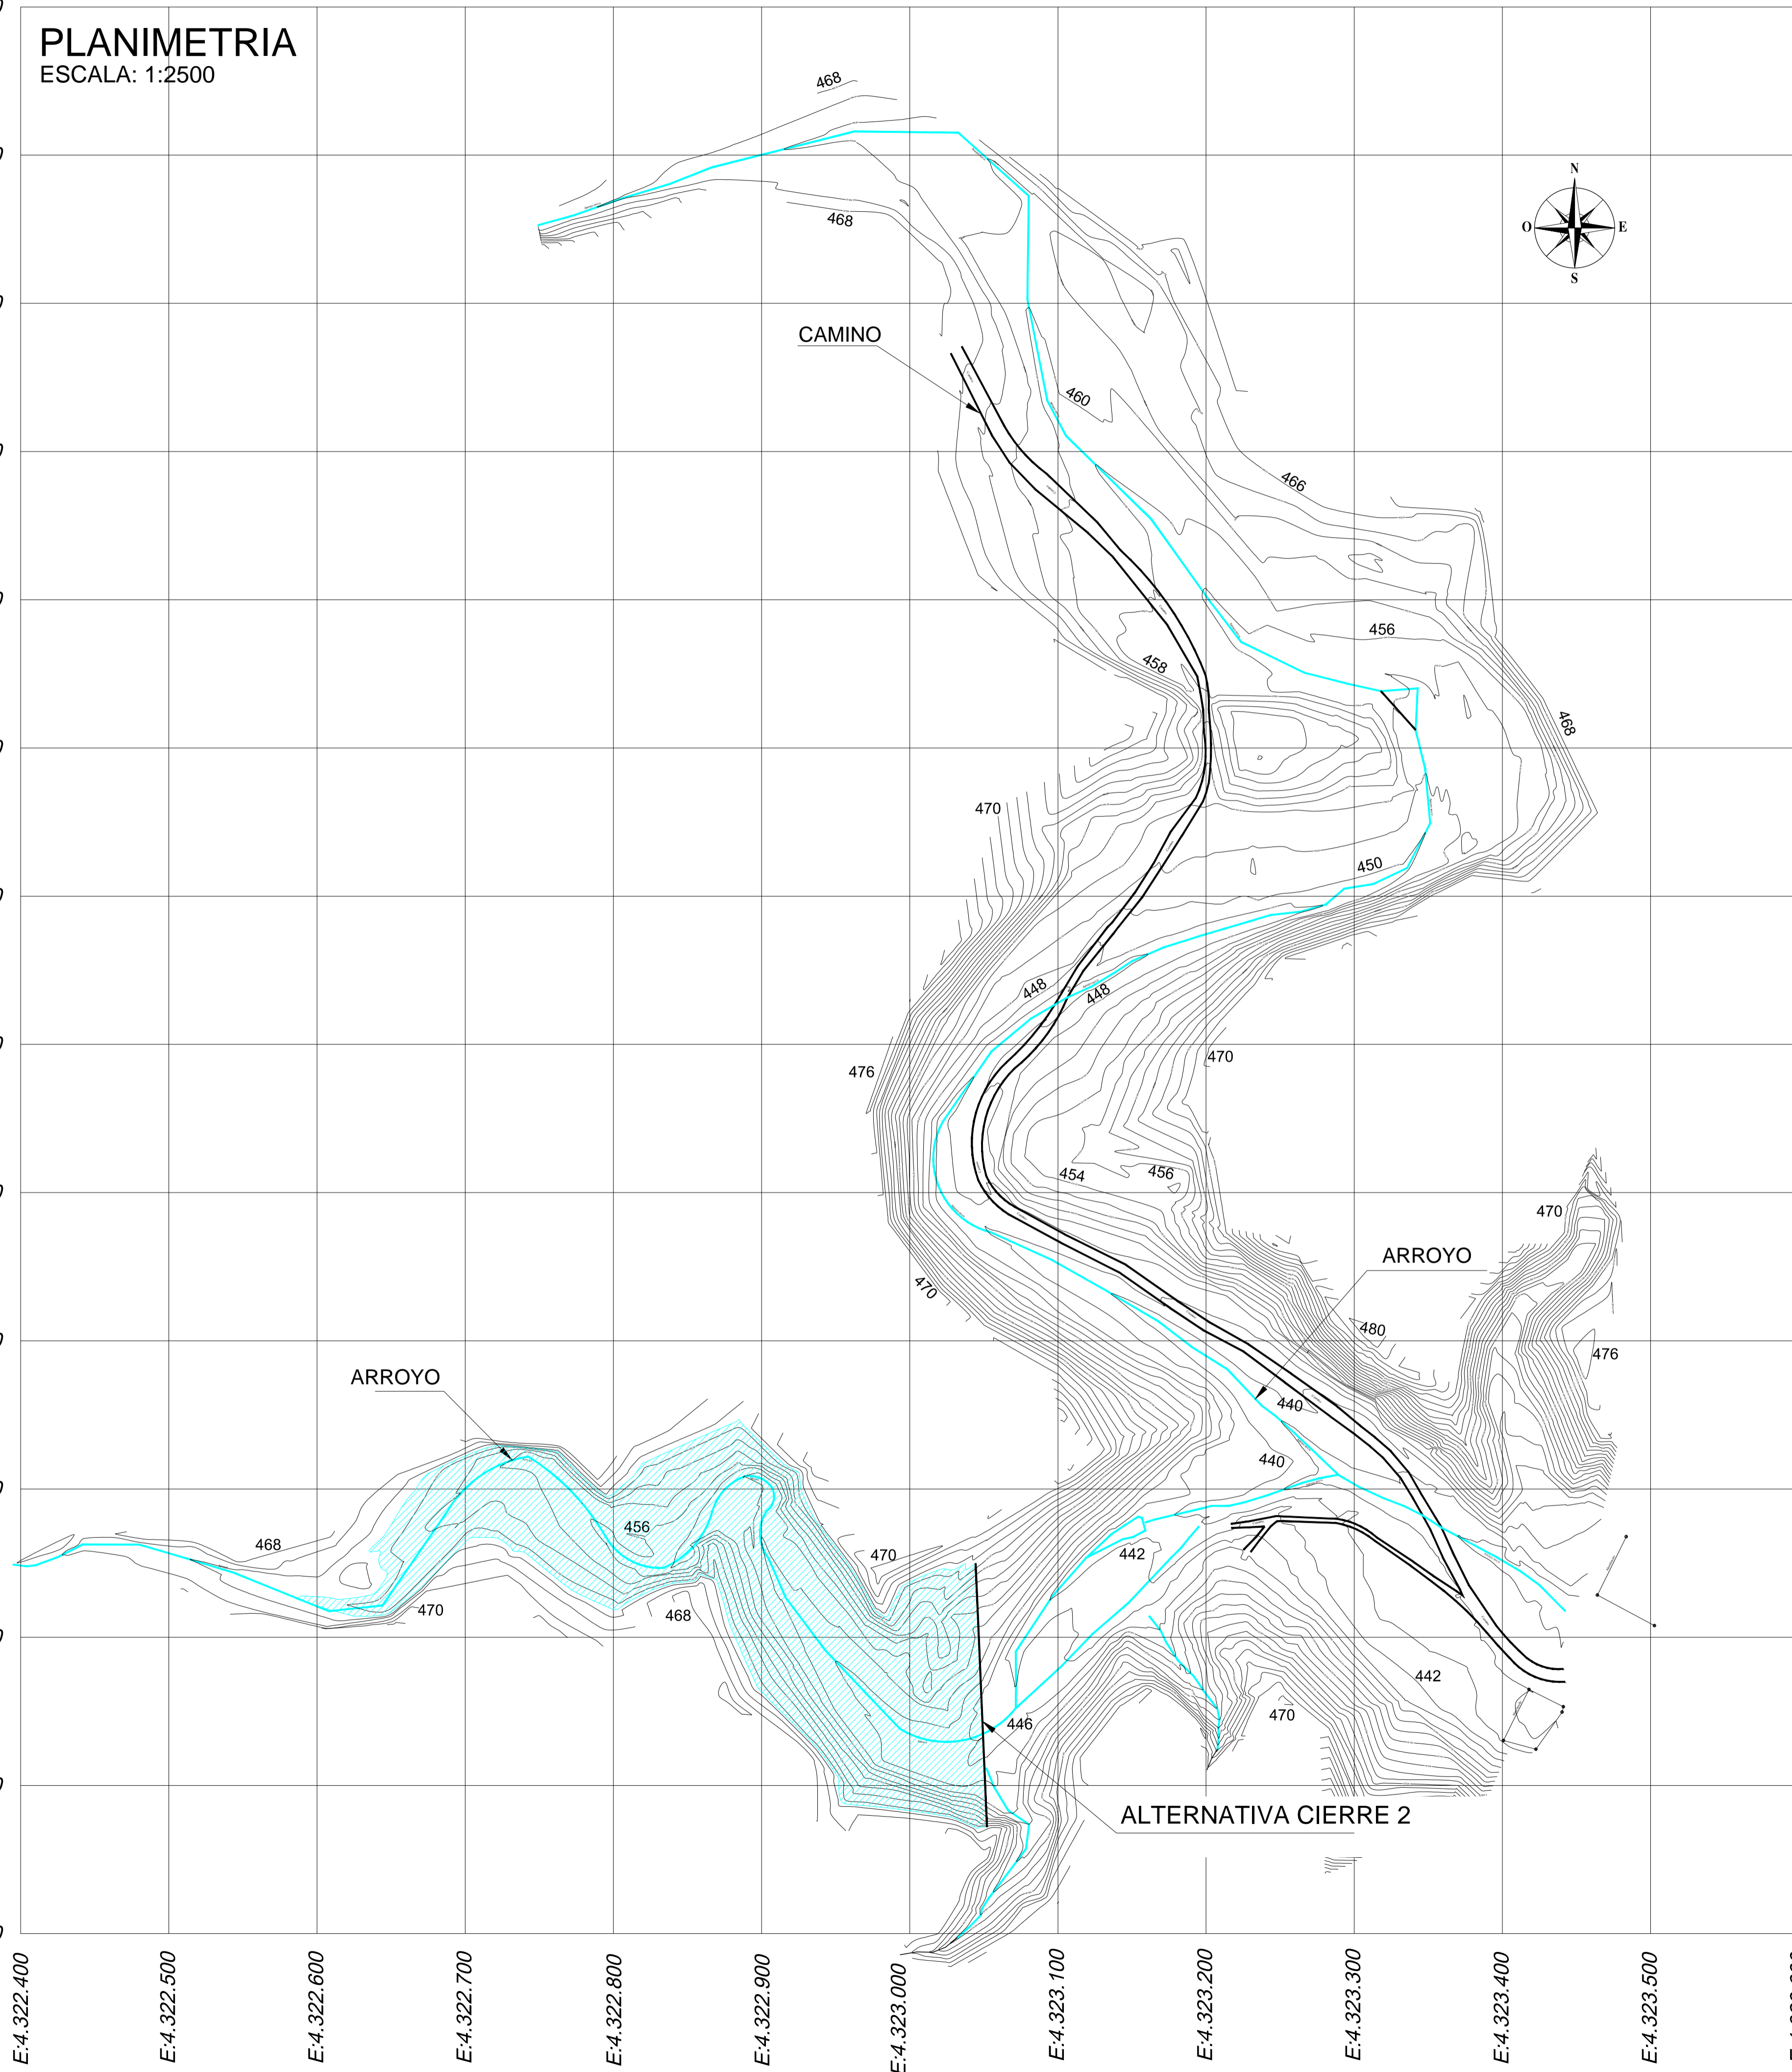 PLANIMETRIA
ESCALA: 1:2500
468
N
O
E
S
468
CAMINO
460
466
456
458
468
470
450
448
448
470
476
454
456
470
ARROYO
470
480
476
ARROYO
440
440
456
468
470
442
470
468
442
446
470
ALTERNATIVA CIERRE 2
E:4.322.400
E:4.322.500
E:4.322.600
E:4.322.700
E:4.322.800
E:4.322.900
E:4.323.000
E:4.323.100
E:4.323.200
E:4.323.300
E:4.323.400
E:4.323.500